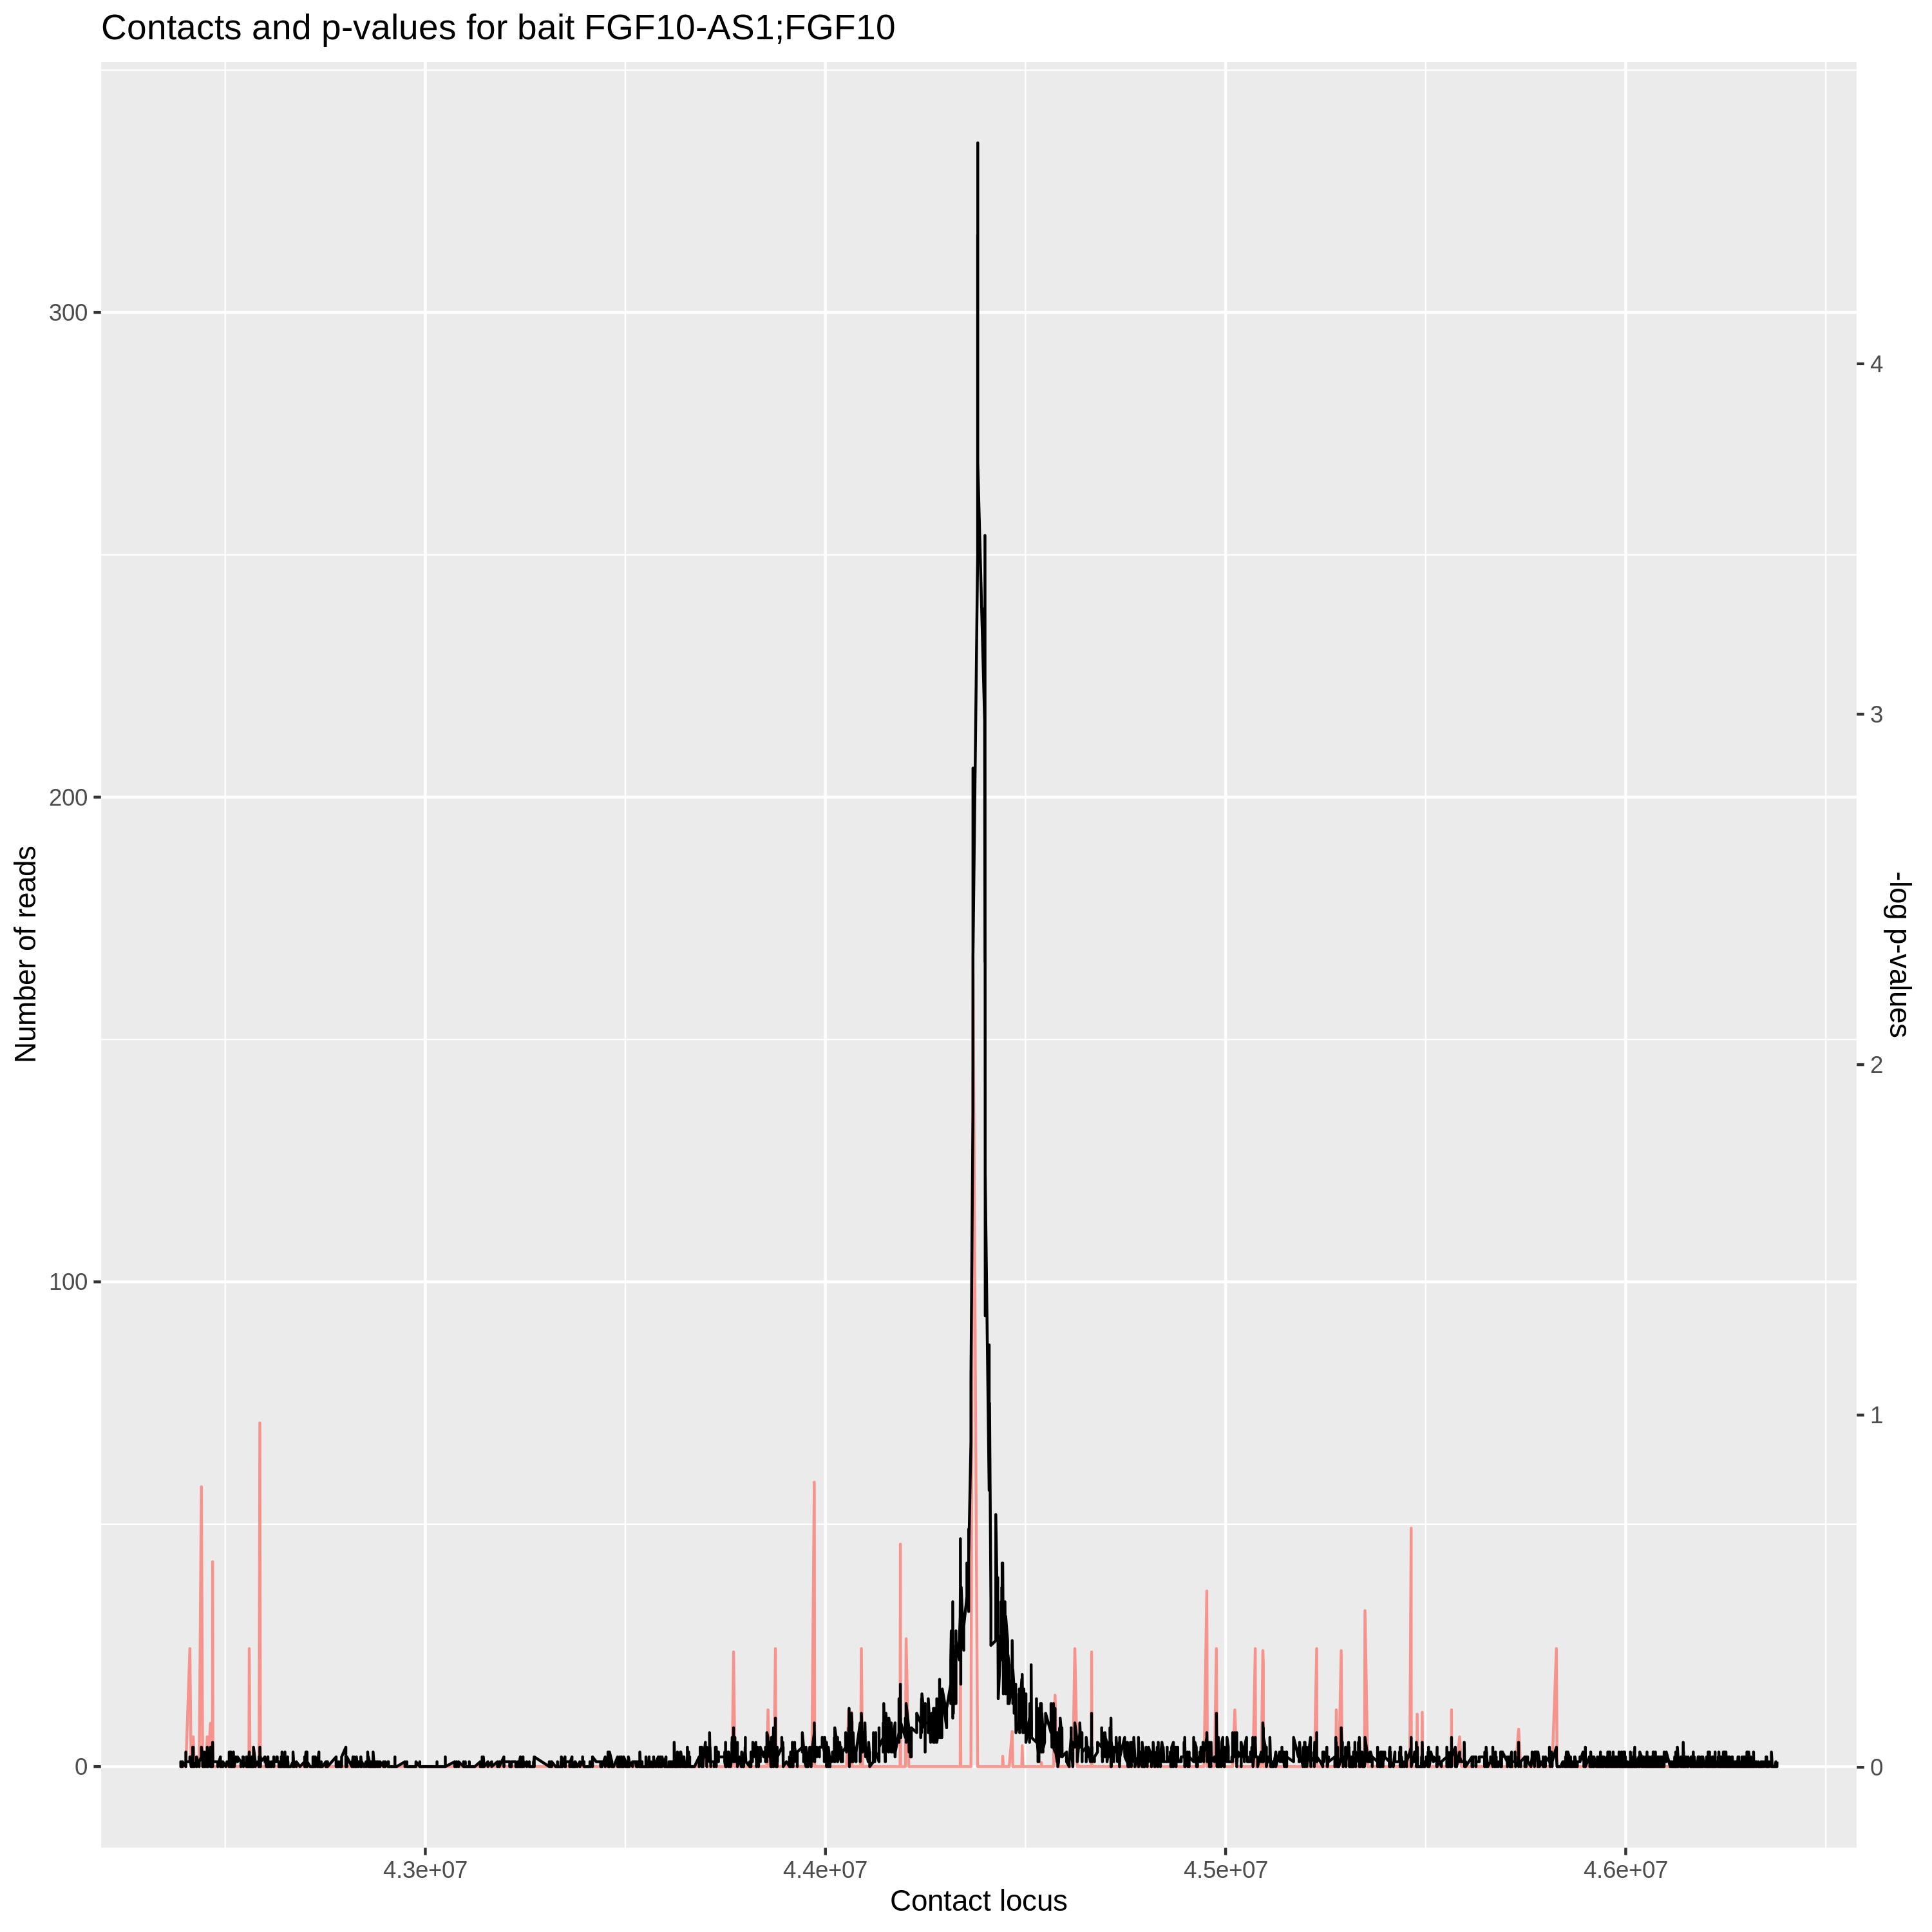 Contacts and p-values for bait FGF10-AS1;FGF10
300
200
100
0
Number of reads
4
3
2
1
0
-log p-values
4.3e+07
4.4e+07
4.5e+07
4.6e+07
Contact locus